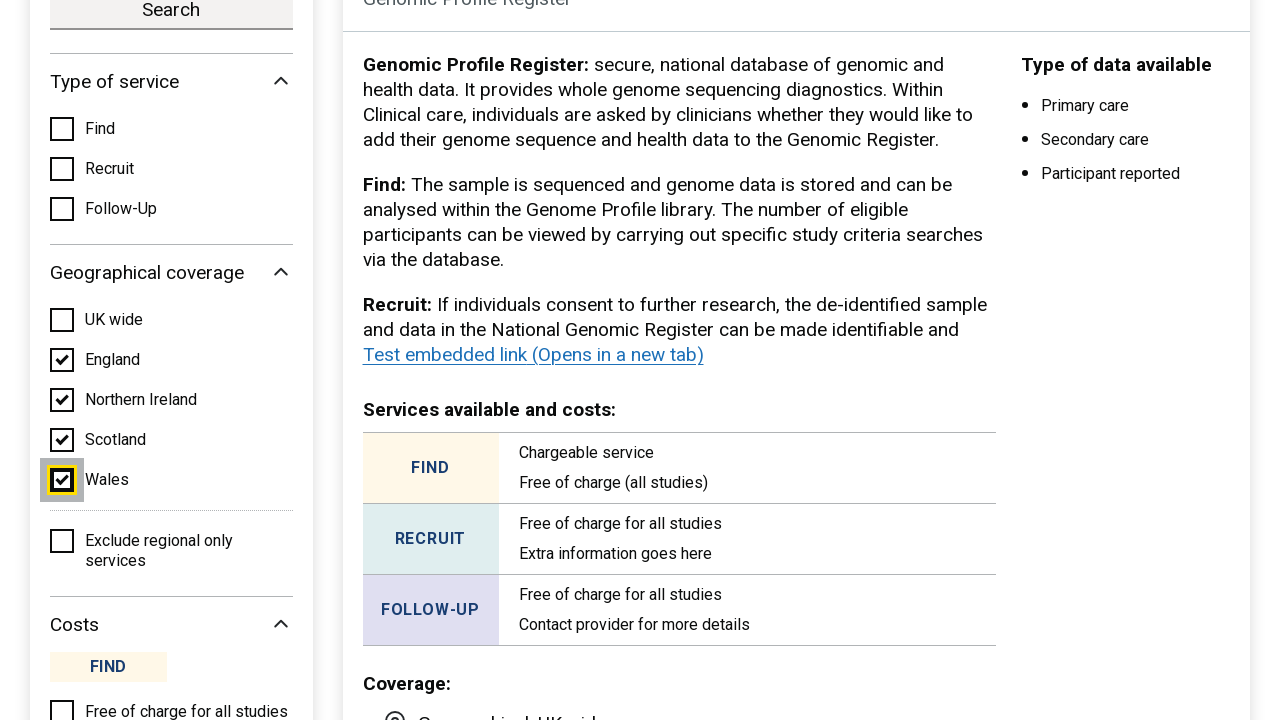 Search
Type of service
Find
Recruit
Follow-Up
Geographical coverage
UK wide
England
Northern Ireland
Scotland
Wales
Exclude regional only
services
Costs
FIND
Free of charge for all studies
Genomic Profile Register
Genomic Profile Register: secure, national database of genomic and
health data. It provides whole genome sequencing diagnostics. Within
Clinical care, individuals are asked by clinicians whether they would like to
add their genome sequence and health data to the Genomic Register.
Find: The sample is sequenced and genome data is stored and can be
analysed within the Genome Profile library. The number of eligible
participants can be viewed by carrying out specific study criteria searches
via the database.
Recruit: If individuals consent to further research, the de-identified sample
and data in the National Genomic Register can be made identifiable and
Test embedded link (Opens in a new tab)
Services available and costs:
FIND
Chargeable service
Free of charge (all studies)
RECRUIT
Free of charge for all studies
Extra information goes here
FOLLOW-UP
Free of charge for all studies
Contact provider for more details
Coverage:
Geographical: UK wide
Type of data available
Primary care
Secondary care
Participant reported